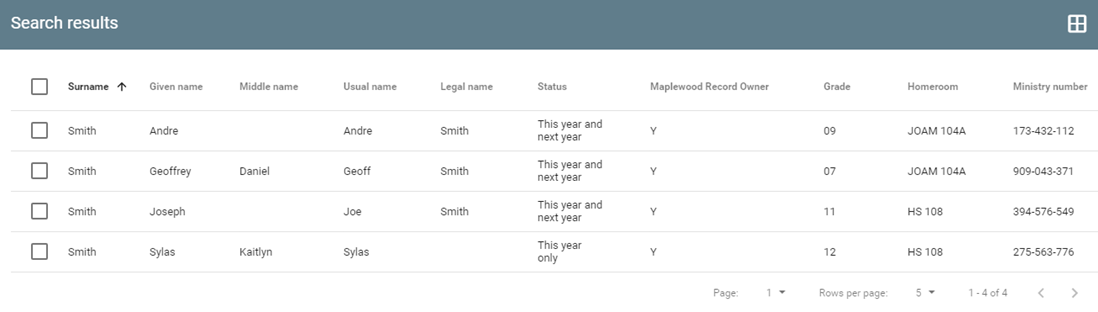 Search results
Surname Given name Middle name Usual name Legal name Status Maplewood Record Owner Grade Homeroom Ministry number
Smith Andre Andre Smith This year and next year Y 09 JOAM 104A 173-432-112
Smith Geoffrey Daniel Geoff Smith This year and next year Y 07 JOAM 104A 909-043-371
Smith Joseph Joe Smith This year and next year Y 11 HS 108 394-576-549
Smith Sylas Kaitlyn Sylas This year only Y 12 HS 108 275-563-776
Page: 1 Rows per page: 5 1 - 4 of 4